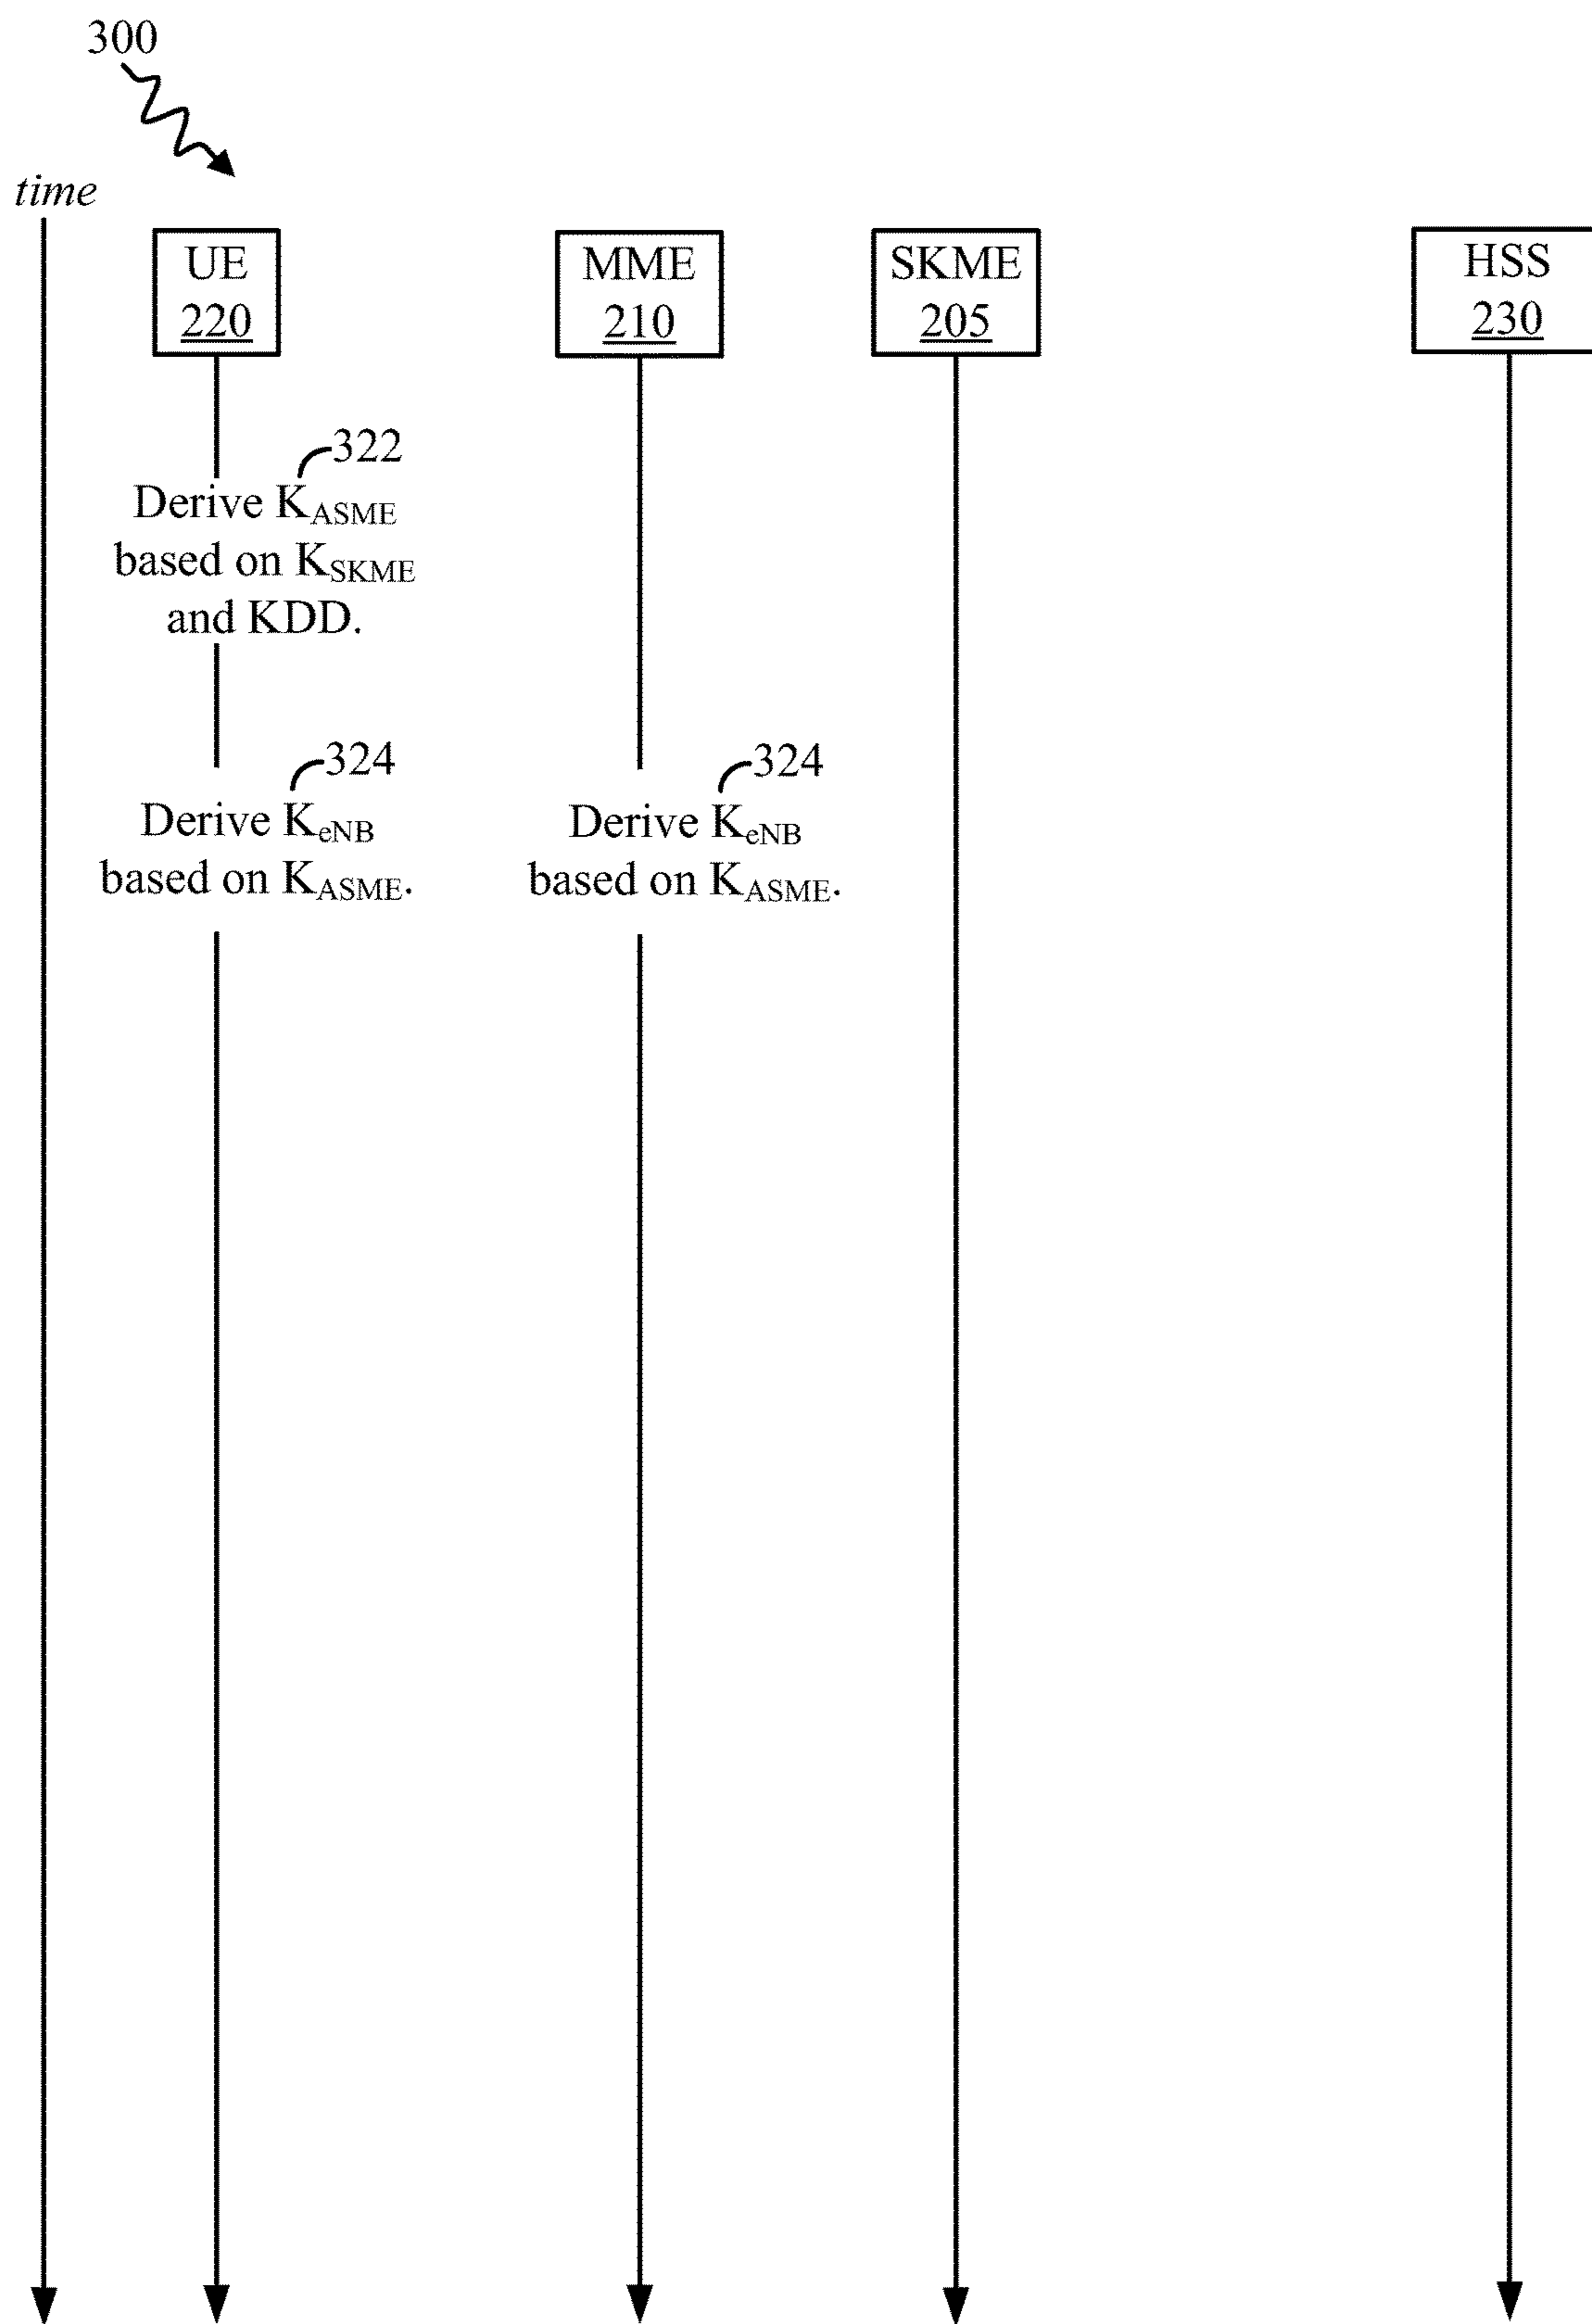 300
time
UE
220
MME
210
SKME
205
HSS
230
322
Derive KASME
based on KSKME
and KDD.
324
Derive KeNB
based on KASME.
324
Derive KeNB
based on KASME.